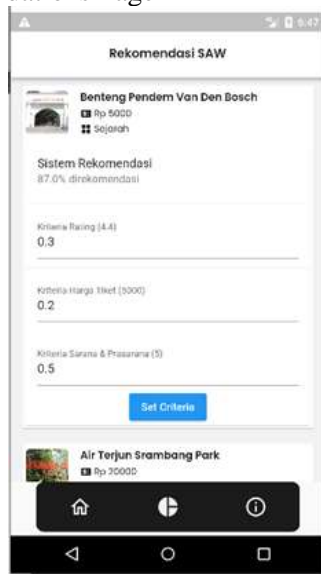 5:47
Rekomendasi SAW
Benteng Pendem Van Den Bosch
Rp 5000
Sejarah
Sistem Rekomendasi
87.0% direkomendasi
Kriteria Rating (4.4)
0.3
Kriteria Harga Tiket (5000)
0.2
Kriteria Sarana & Prasarana (5)
0.5
Set Criteria
Air Terjun Srambang Park
Rp 20000